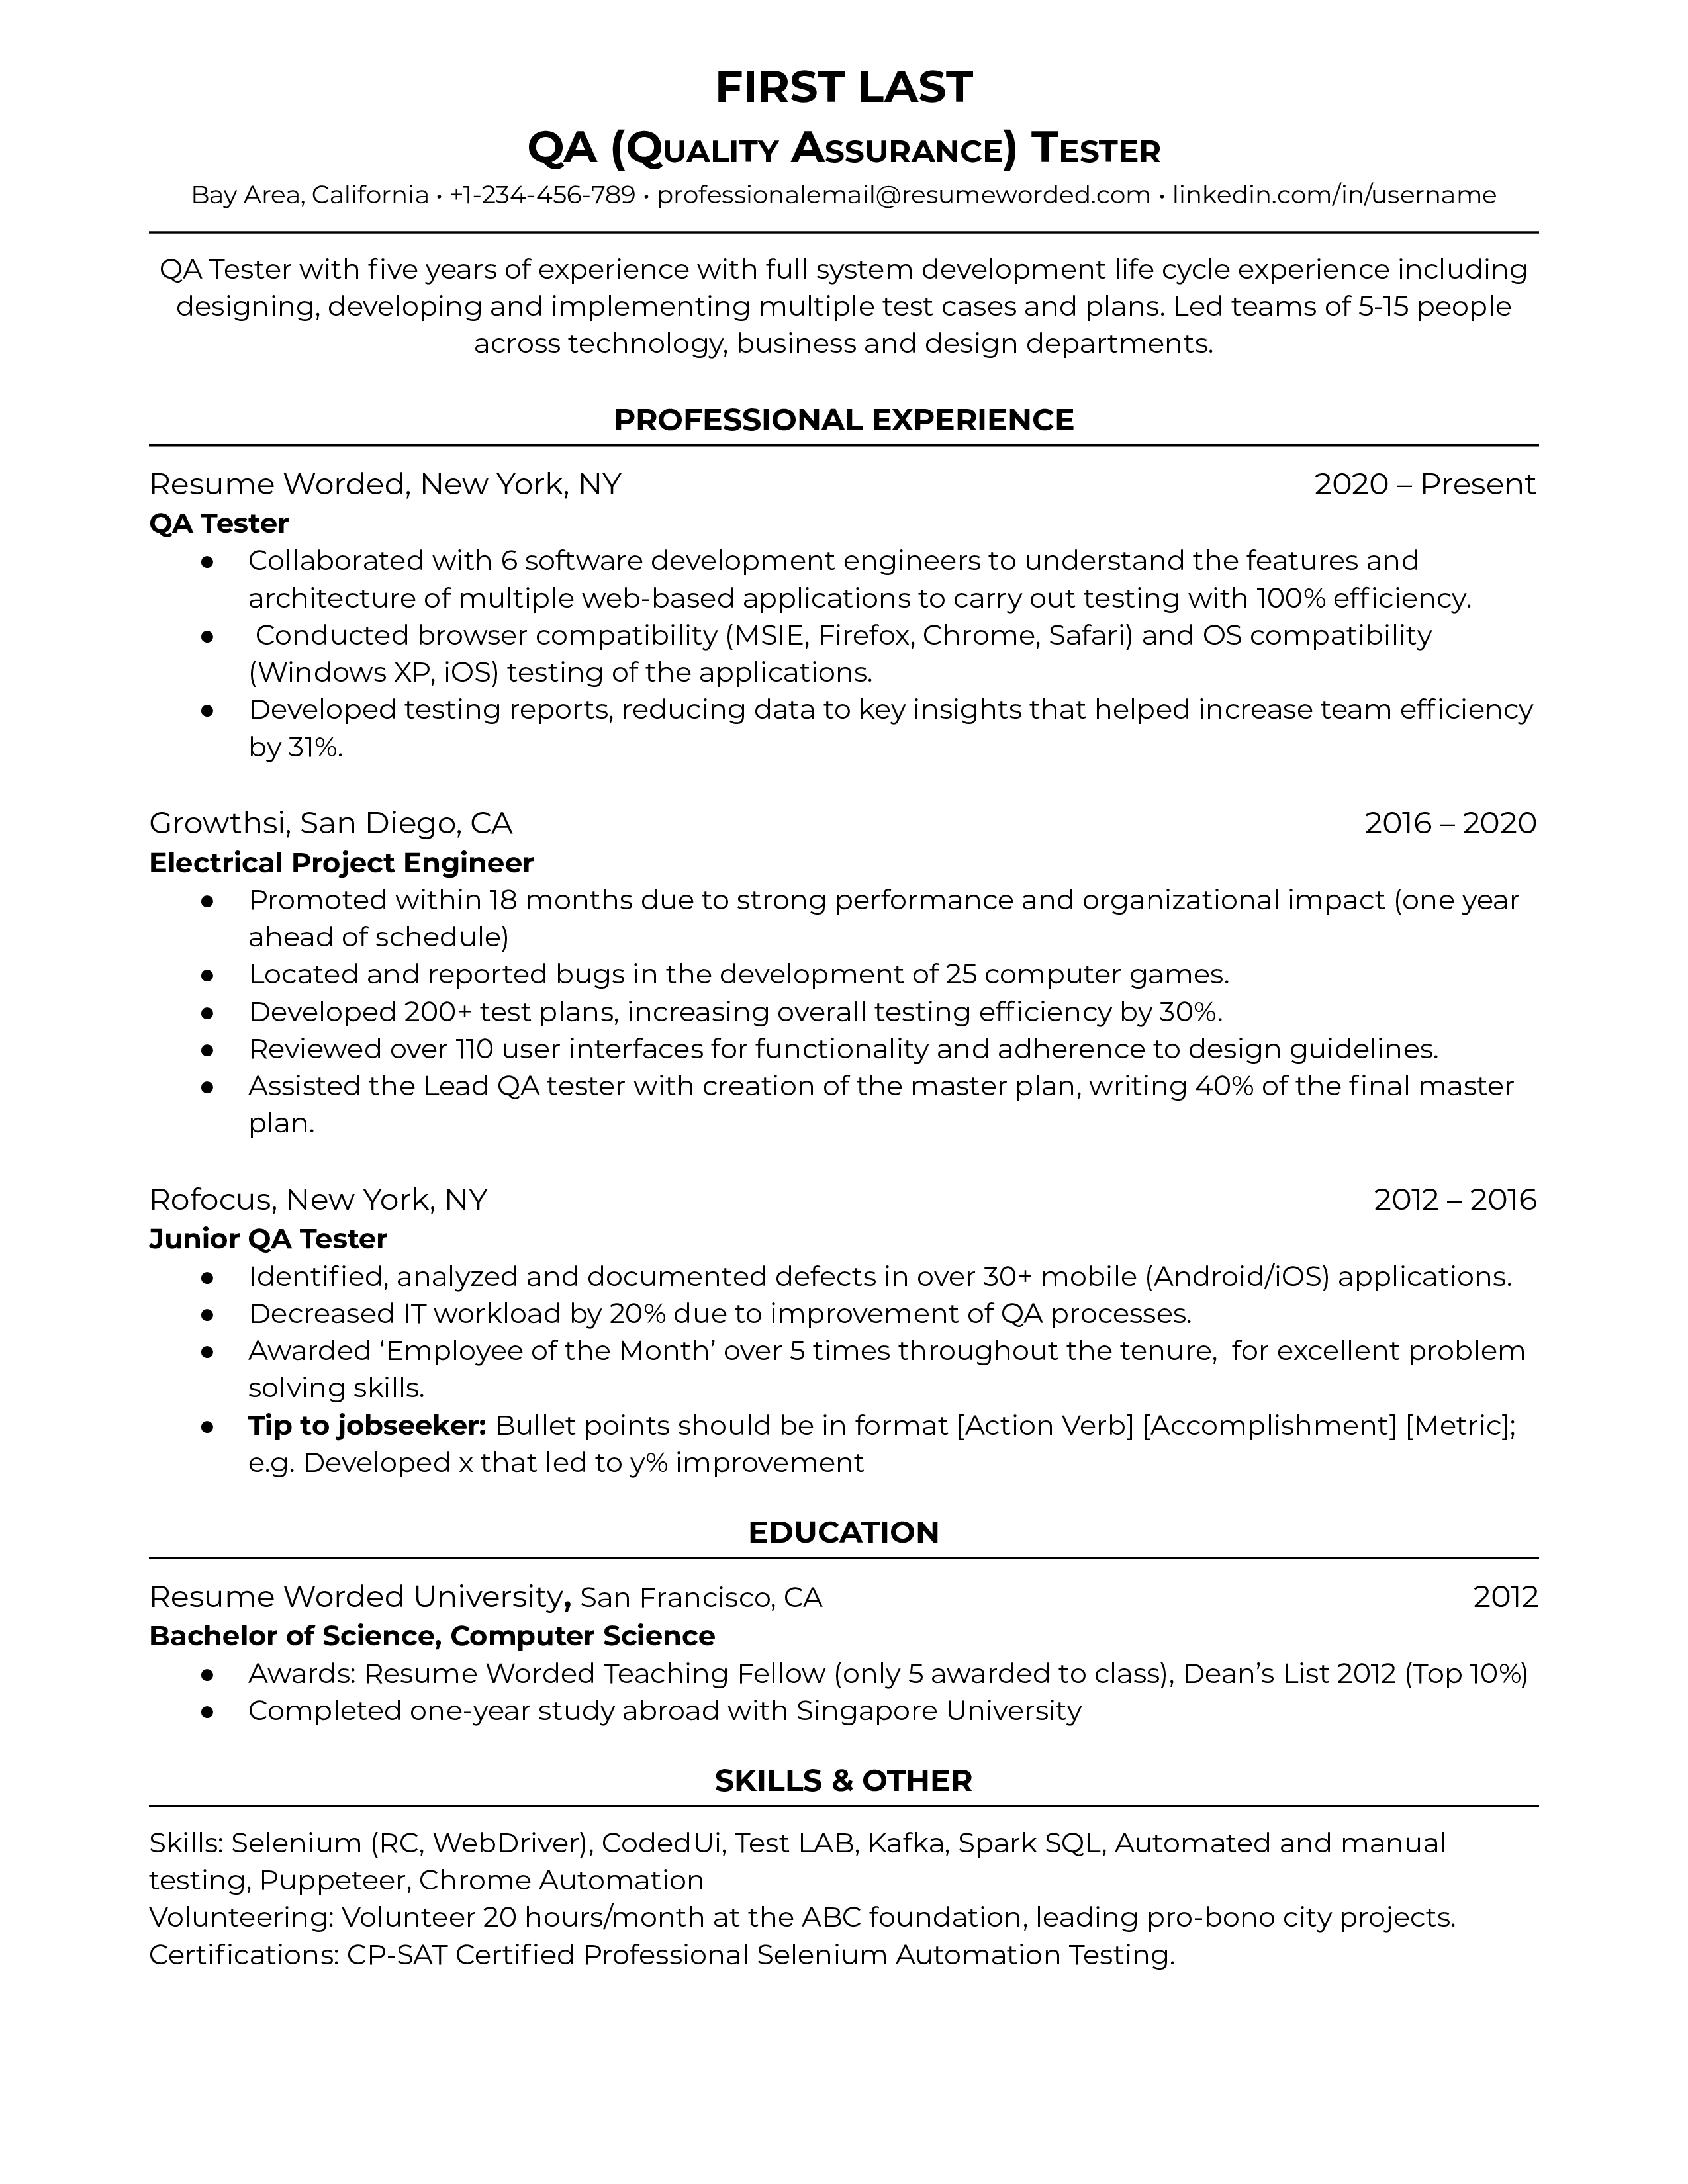 FIRST LAST
QA (Quality Assurance) Tester
Bay Area, California • +1-234-456-789 • professionalemail@resumeworded.com • linkedin.com/in/username
QA Tester with five years of experience with full system development life cycle experience including
designing, developing and implementing multiple test cases and plans. Led teams of 5-15 people
across technology, business and design departments.
PROFESSIONAL EXPERIENCE
Resume Worded, New York, NY 2020 – Present
QA Tester
● Collaborated with 6 software development engineers to understand the features and
architecture of multiple web-based applications to carry out testing with 100% efficiency.
● Conducted browser compatibility (MSIE, Firefox, Chrome, Safari) and OS compatibility
(Windows XP, iOS) testing of the applications.
● Developed testing reports, reducing data to key insights that helped increase team efficiency
by 31%.
Growthsi, San Diego, CA 2016 – 2020
Electrical Project Engineer
● Promoted within 18 months due to strong performance and organizational impact (one year
ahead of schedule)
● Located and reported bugs in the development of 25 computer games.
● Developed 200+ test plans, increasing overall testing efficiency by 30%.
● Reviewed over 110 user interfaces for functionality and adherence to design guidelines.
● Assisted the Lead QA tester with creation of the master plan, writing 40% of the final master
plan.
Rofocus, New York, NY 2012 – 2016
Junior QA Tester
● Identified, analyzed and documented defects in over 30+ mobile (Android/iOS) applications.
● Decreased IT workload by 20% due to improvement of QA processes.
● Awarded ‘Employee of the Month’ over 5 times throughout the tenure,  for excellent problem
solving skills.
● Tip to jobseeker: Bullet points should be in format [Action Verb] [Accomplishment] [Metric];
e.g. Developed x that led to y% improvement
EDUCATION
Resume Worded University, San Francisco, CA 2012
Bachelor of Science, Computer Science
● Awards: Resume Worded Teaching Fellow (only 5 awarded to class), Dean’s List 2012 (Top 10%)
● Completed one-year study abroad with Singapore University
SKILLS & OTHER
Skills: Selenium (RC, WebDriver), CodedUi, Test LAB, Kafka, Spark SQL, Automated and manual
testing, Puppeteer, Chrome Automation
Volunteering: Volunteer 20 hours/month at the ABC foundation, leading pro-bono city projects.
Certifications: CP-SAT Certified Professional Selenium Automation Testing.